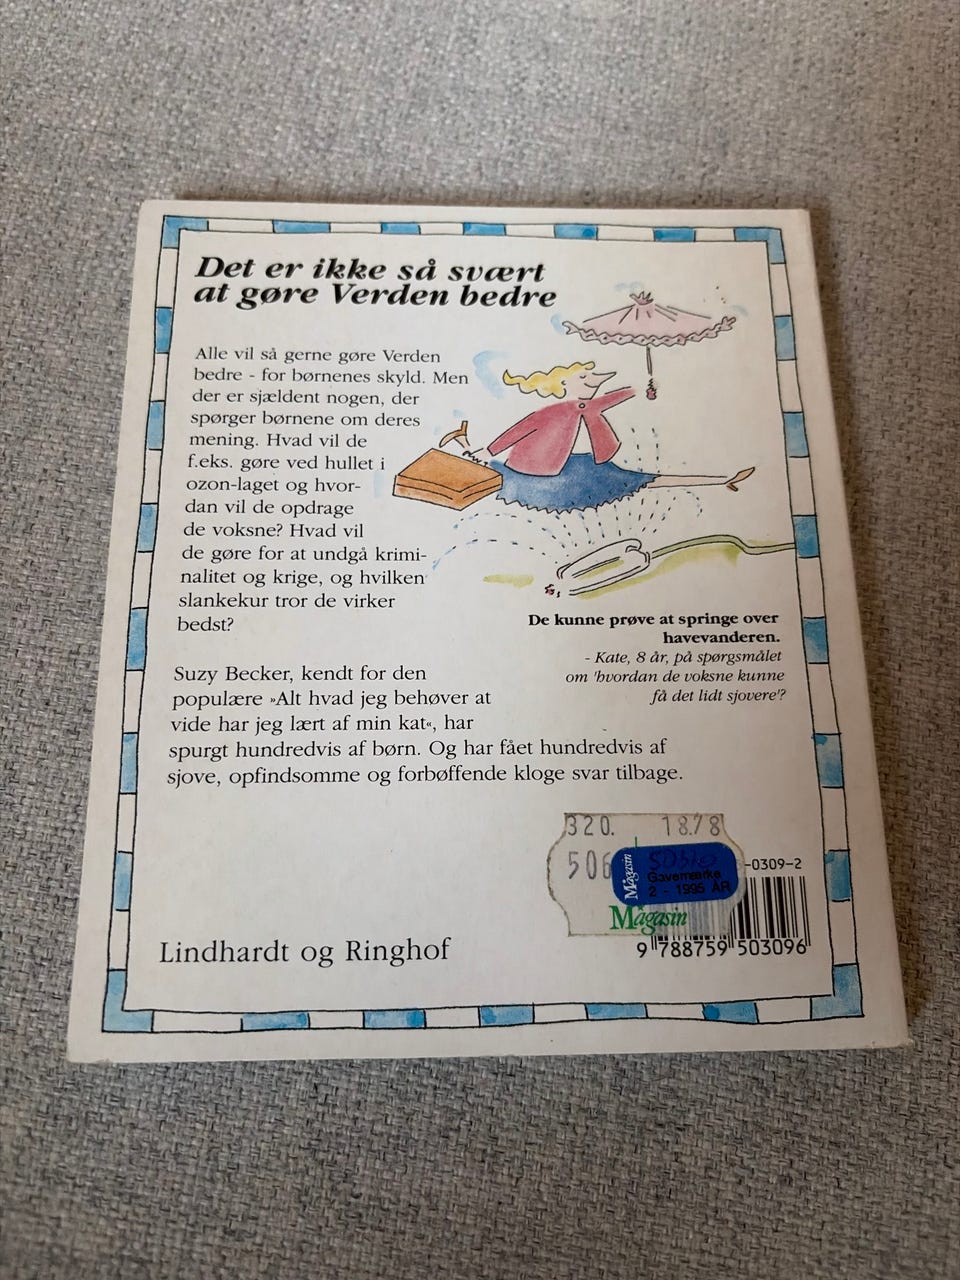 Det er ikke så svært
at gøre Verden bedre
Alle vil så gerne gøre Verden
bedre - for børnenes skyld. Men
der er sjældent nogen, der
spørger børnene om deres
mening. Hvad vil de
f.eks. gøre ved hullet i
ozon-laget og hvor-
dan vil de opdrage
de voksne? Hvad vil
de gøre for at undgå krimi-
nalitet og krige, og hvilken
slankekur tror de virker
bedst?
De kunne prøve at springe over
havevanderen.
- Kate, 8 år, på spørgsmålet
om 'hvordan de voksne kunne
få det lidt sjovere'?
Suzy Becker, kendt for den
populære »Alt hvad jeg behøver at
vide har jeg lært af min kat«, har
spurgt hundredvis af børn. Og har fået hundredvis af
sjove, opfindsomme og forbøffende kloge svar tilbage.
320. 18.78
506
Magasin
Gavemærke
2 - 1995 ÅR
Magasin
-0309-2
9 788759 503096
Lindhardt og Ringhof